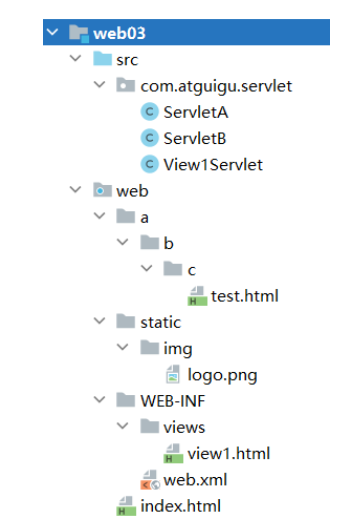 web03
src
com.atguigu.servlet
ServletA
ServletB
View1Servlet
web
a
b
c
test.html
static
img
logo.png
WEB-INF
views
view1.html
web.xml
index.html